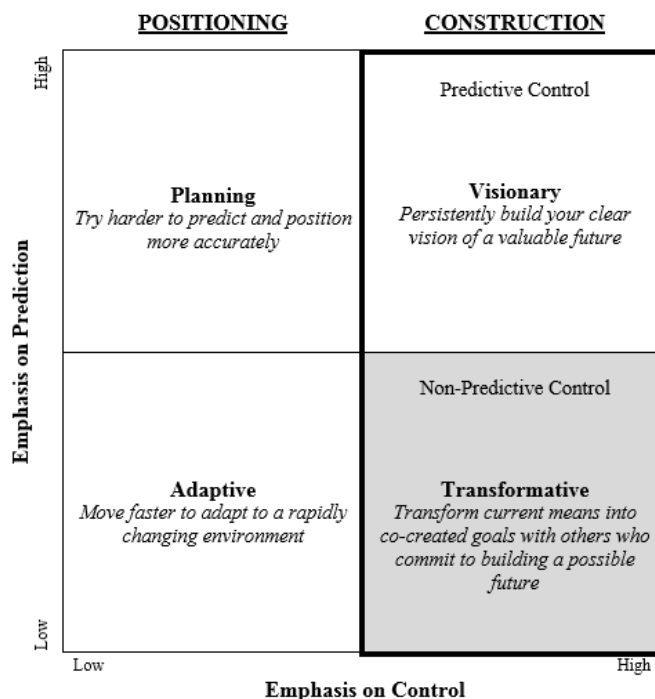 POSITIONING
CONSTRUCTION
High
Predictive Control
Planning
Try harder to predict and position
more accurately
Visionary
Persistently build your clear
vision of a valuable future
Emphasis on Prediction
Non-Predictive Control
Adaptive
Move faster to adapt to a rapidly
changing environment
Transformative
Transform current means into
co-created goals with others who
commit to building a possible
future
Low
Low
High
Emphasis on Control